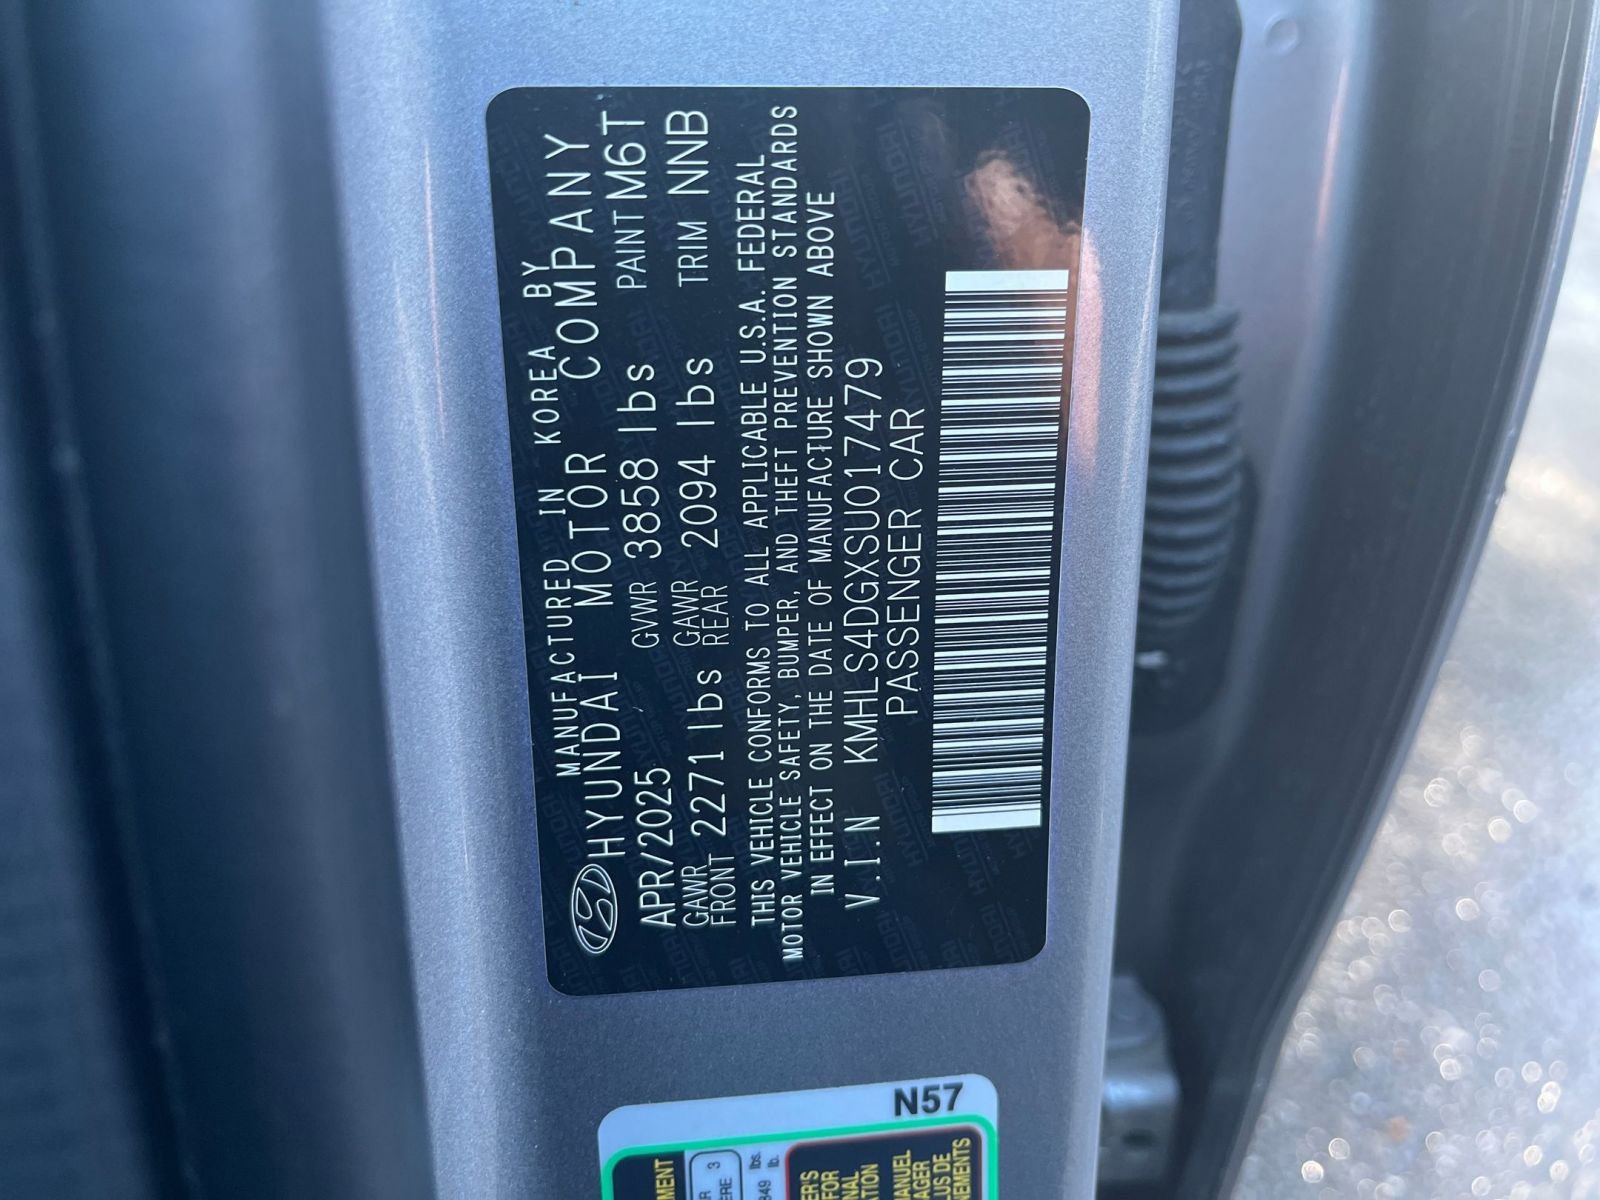 MANUFACTURED IN KOREA BY
HYUNDAI MOTOR COMPANY
APR/2025 GVWR 3858 lbs PAINT M6T
GAWR FRONT 2271 lbs GAWR REAR 2094 lbs TRIM NNB
THIS VEHICLE CONFORMS TO ALL APPLICABLE U.S.A. FEDERAL
MOTOR VEHICLE SAFETY, BUMPER, AND THEFT PREVENTION STANDARDS
IN EFFECT ON THE DATE OF MANUFACTURE SHOWN ABOVE
V.I.N KMHLS4DGXSU017479
PASSENGER CAR
N57